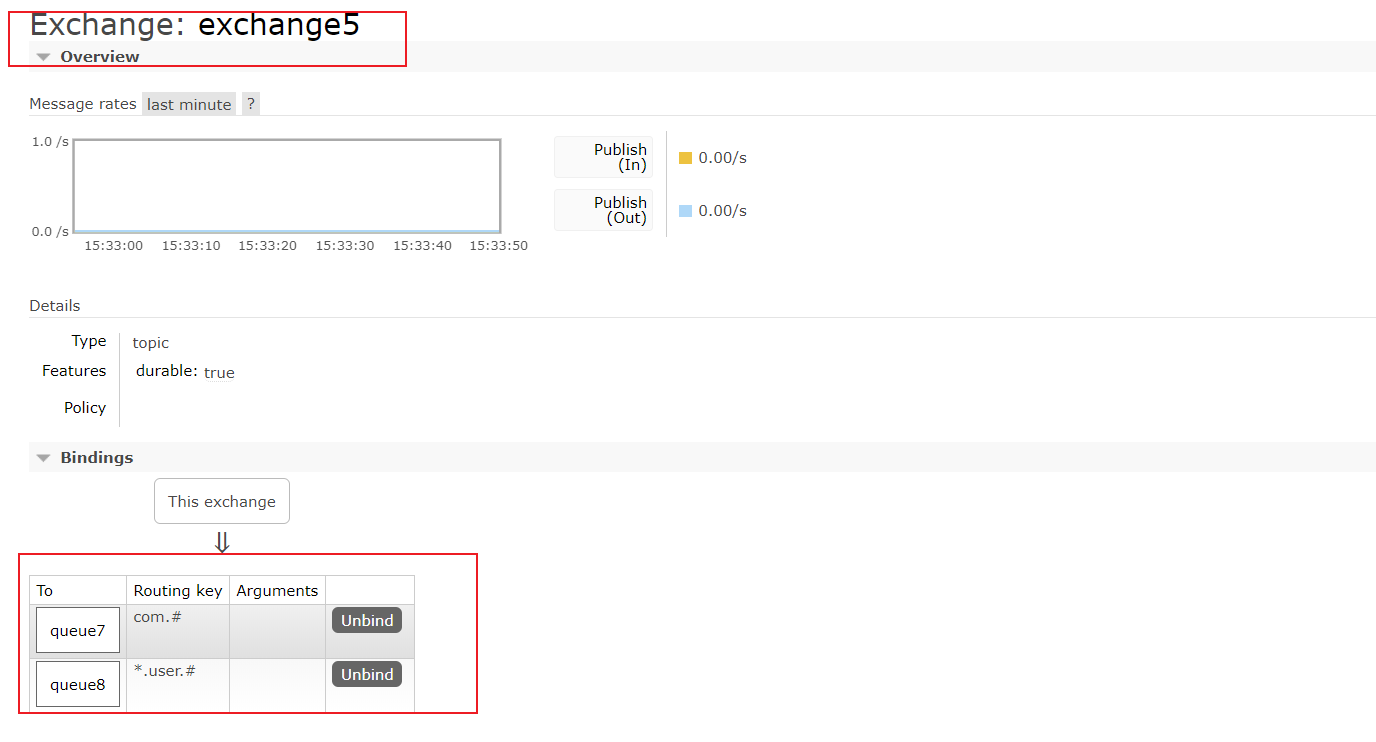 Exchange: exchange5
Overview
Message rates last minute ?
1.0 /s
0.0 /s
15:33:00 15:33:10 15:33:20 15:33:30 15:33:40 15:33:50
Publish
(In)
0.00/s
Publish
(Out)
0.00/s
Details
Type topic
Features durable: true
Policy
Bindings
This exchange
⇓
To Routing key Arguments
queue7 com.# Unbind
queue8 *.user.# Unbind